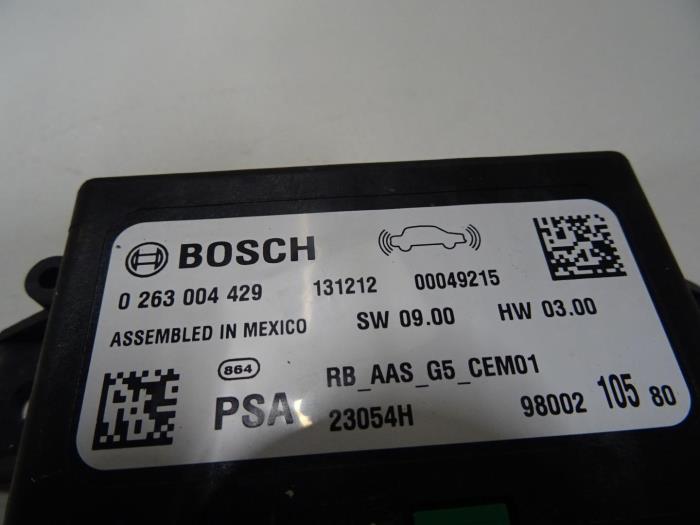 BOSCH
0 263 004 429 131212 00049215
ASSEMBLED IN MEXICO SW 09.00 HW 03.00
864 RB_AAS_G5_CEM01
PSA 23054H 98002 105 80